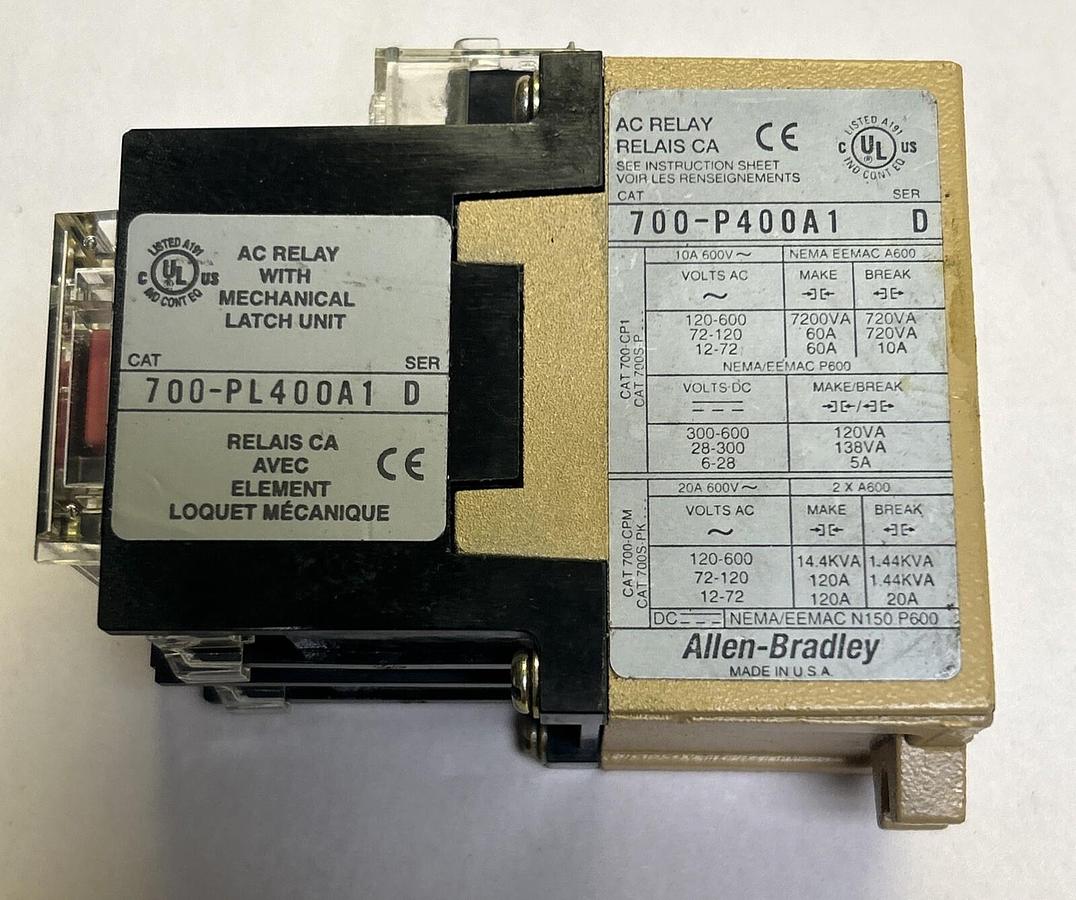 AC RELAY
WITH
MECHANICAL
LATCH UNIT
LISTED A191
C UL US
IND CONT EQ
CAT SER
700-PL400A1 D
RELAIS CA
AVEC
ELEMENT
LOQUET MÉCANIQUE
CE
AC RELAY
RELAIS CA
CE
LISTED A191
C UL US
IND CONT EQ
SEE INSTRUCTION SHEET
VOIR LES RENSEIGNEMENTS
CAT SER
700-P400A1 D
CAT 700-CP1
CAT 700S-P
10A 600V~ NEMA EEMAC A600
VOLTS AC MAKE BREAK
~
120-600 7200VA 720VA
72-120 60A 720VA
12-72 60A 10A
NEMA/EEMAC P600
VOLTS-DC MAKE/BREAK
300-600 120VA
28-300 138VA
6-28 5A
CAT 700-CPM
CAT 700S-PK
20A 600V~ 2 X A600
VOLTS AC MAKE BREAK
~
120-600 14.4KVA 1.44KVA
72-120 120A 1.44KVA
12-72 120A 20A
DC NEMA/EEMAC N150 P600
Allen-Bradley
MADE IN U S A.